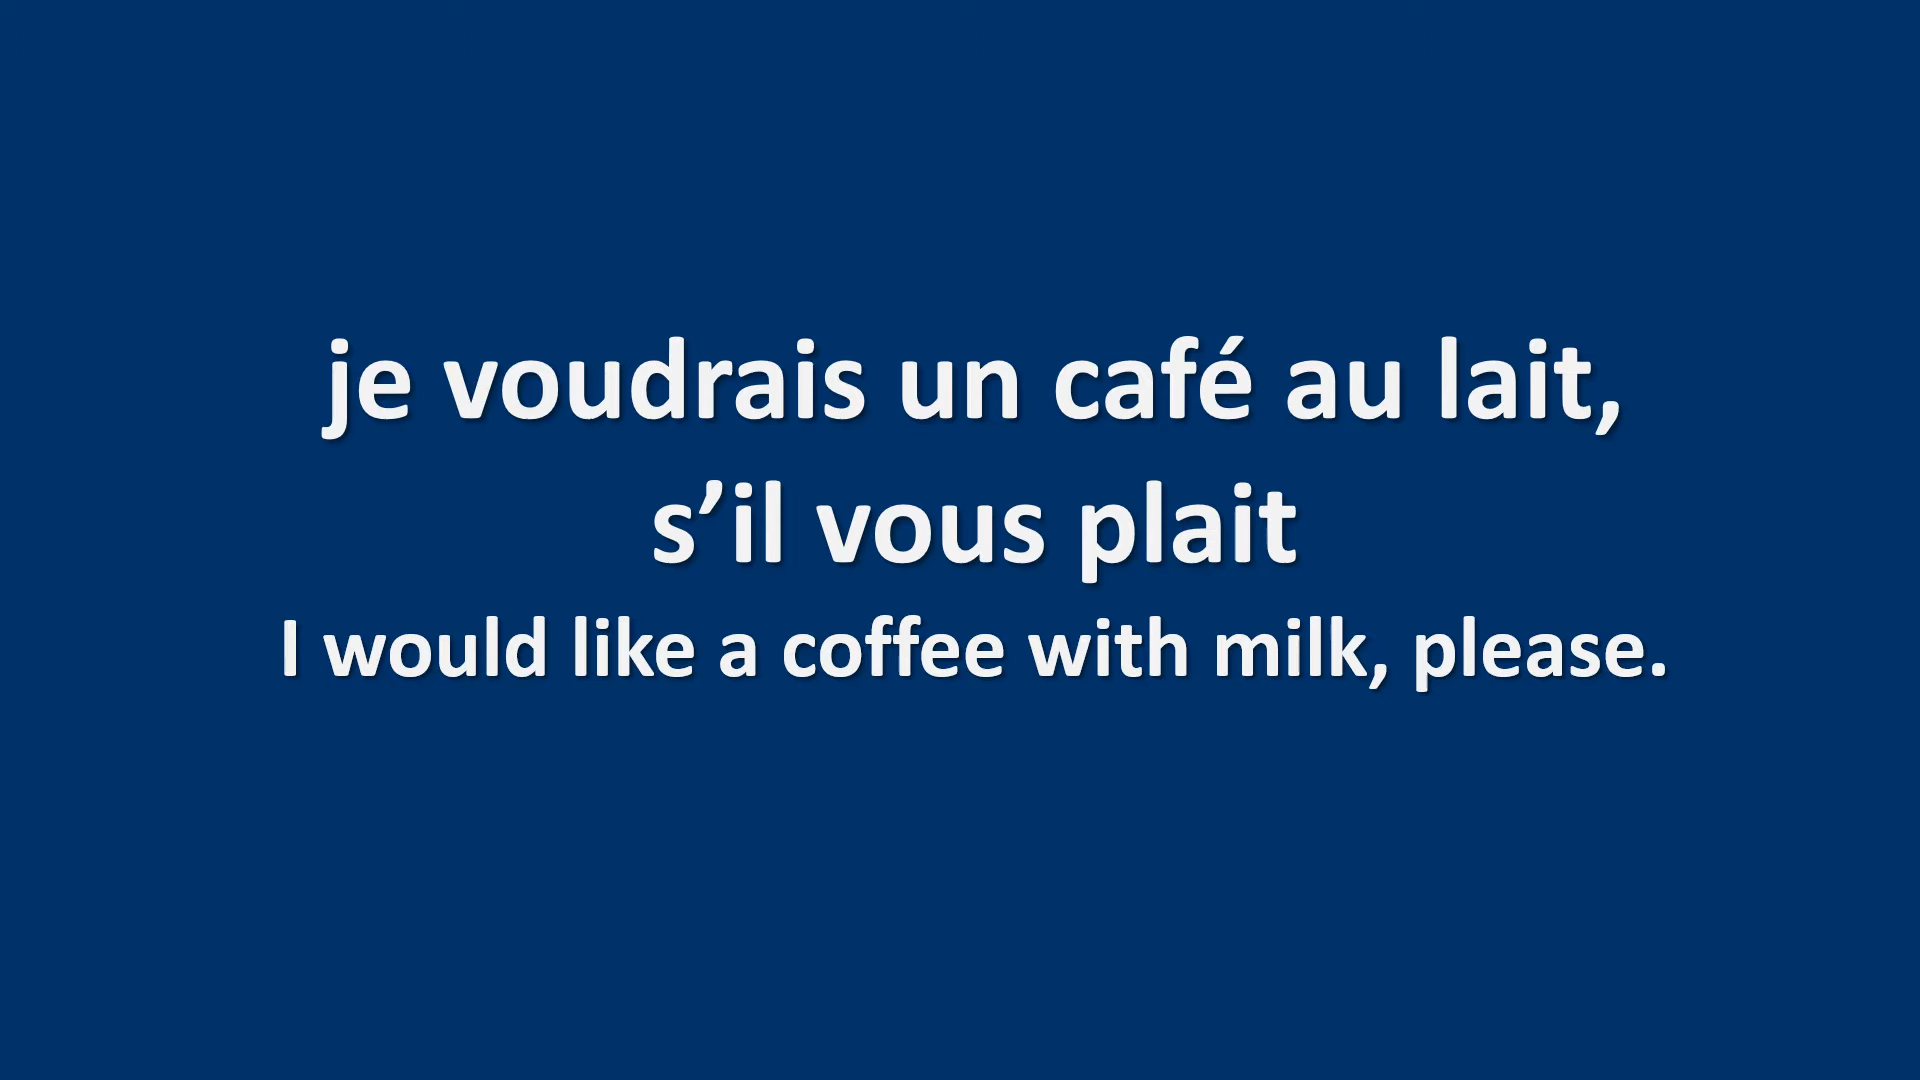 je voudrais un café au lait,
s’il vous plait
I would like a coffee with milk, please.